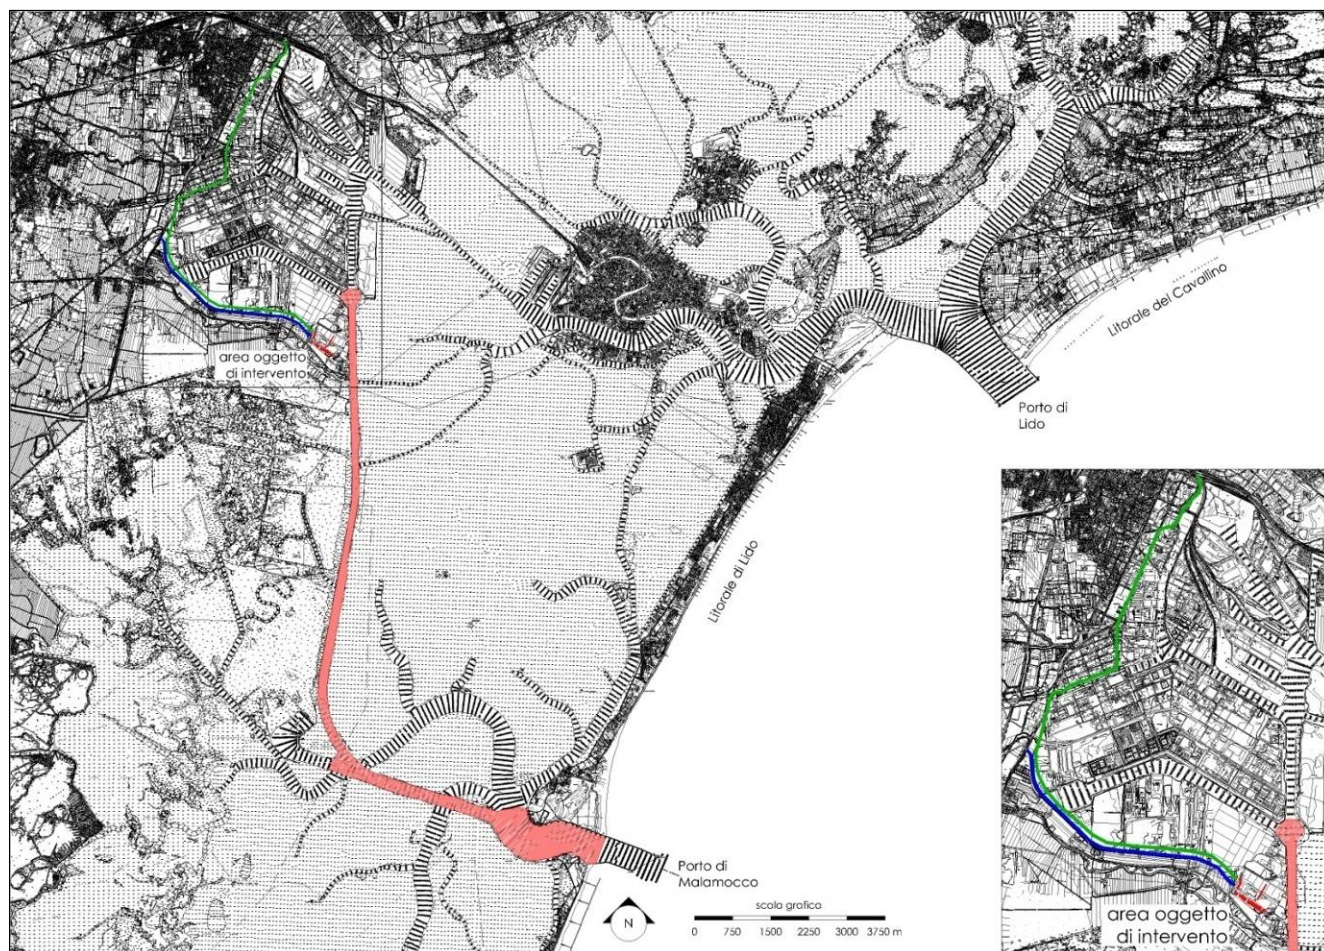 area oggetto
di intervento
Litorale del Cavallino
Porto di
Lido
Litorale di Lido
Porto di
Malamocco
N
scala grafica
0 750 1500 2250 3000 3750 m
area oggetto
di intervento